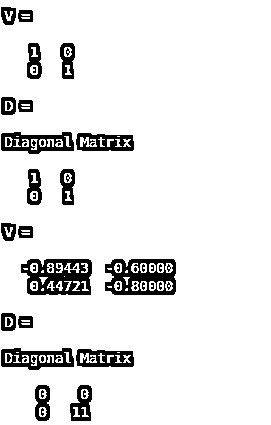 V =
1 0
0 1
D =
Diagonal Matrix
1 0
0 1
V =
-0.89443 -0.60000
0.44721 -0.80000
D =
Diagonal Matrix
0 0
0 11